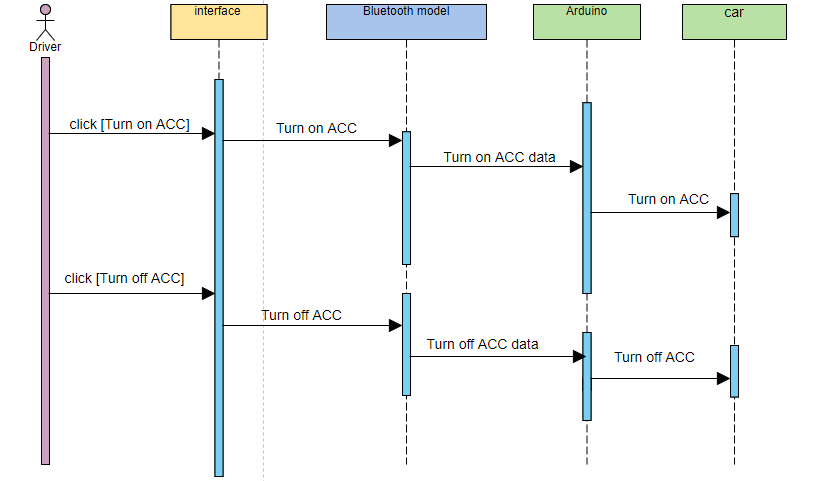 Driver
interface
Bluetooth model
Arduino
car
click [Turn on ACC]
Turn on ACC
Turn on ACC data
Turn on ACC
click [Turn off ACC]
Turn off ACC
Turn off ACC data
Turn off ACC